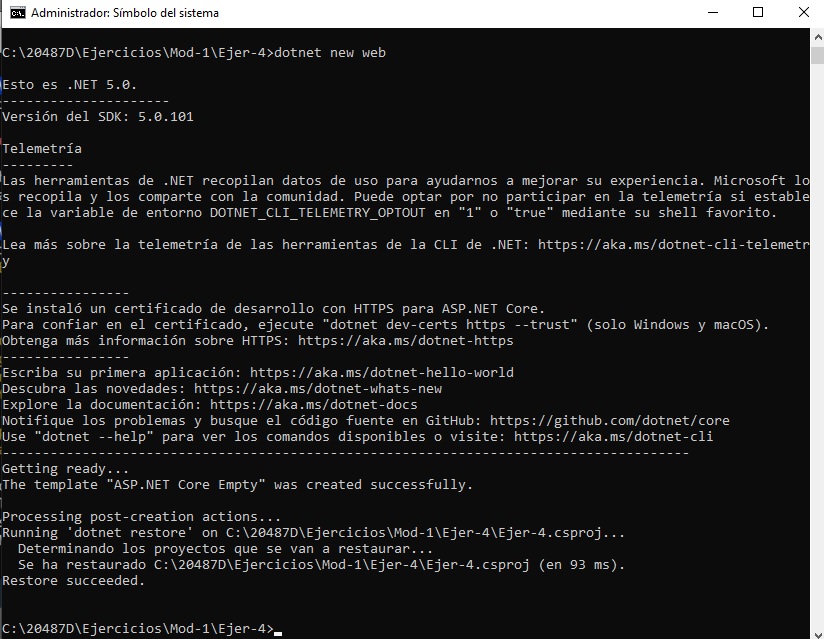 Administrador: Símbolo del sistema
C:\20487D\Ejercicios\Mod-1\Ejer-4>dotnet new web
Esto es .NET 5.0.
---------------------
Versión del SDK: 5.0.101
Telemetría
---------
Las herramientas de .NET recopilan datos de uso para ayudarnos a mejorar su experiencia. Microsoft lo
s recopila y los comparte con la comunidad. Puede optar por no participar en la telemetría si estable
ce la variable de entorno DOTNET_CLI_TELEMETRY_OPTOUT en "1" o "true" mediante su shell favorito.
Lea más sobre la telemetría de las herramientas de la CLI de .NET: https://aka.ms/dotnet-cli-telemetr
y
----------------
Se instaló un certificado de desarrollo con HTTPS para ASP.NET Core.
Para confiar en el certificado, ejecute "dotnet dev-certs https --trust" (solo Windows y macOS).
Obtenga más información sobre HTTPS: https://aka.ms/dotnet-https
----------------
Escriba su primera aplicación: https://aka.ms/dotnet-hello-world
Descubra las novedades: https://aka.ms/dotnet-whats-new
Explore la documentación: https://aka.ms/dotnet-docs
Notifique los problemas y busque el código fuente en GitHub: https://github.com/dotnet/core
Use "dotnet --help" para ver los comandos disponibles o visite: https://aka.ms/dotnet-cli
--------------------------------------------------------------------------------------
Getting ready...
The template "ASP.NET Core Empty" was created successfully.
Processing post-creation actions...
Running 'dotnet restore' on C:\20487D\Ejercicios\Mod-1\Ejer-4\Ejer-4.csproj...
Determinando los proyectos que se van a restaurar...
Se ha restaurado C:\20487D\Ejercicios\Mod-1\Ejer-4\Ejer-4.csproj (en 93 ms).
Restore succeeded.
C:\20487D\Ejercicios\Mod-1\Ejer-4>